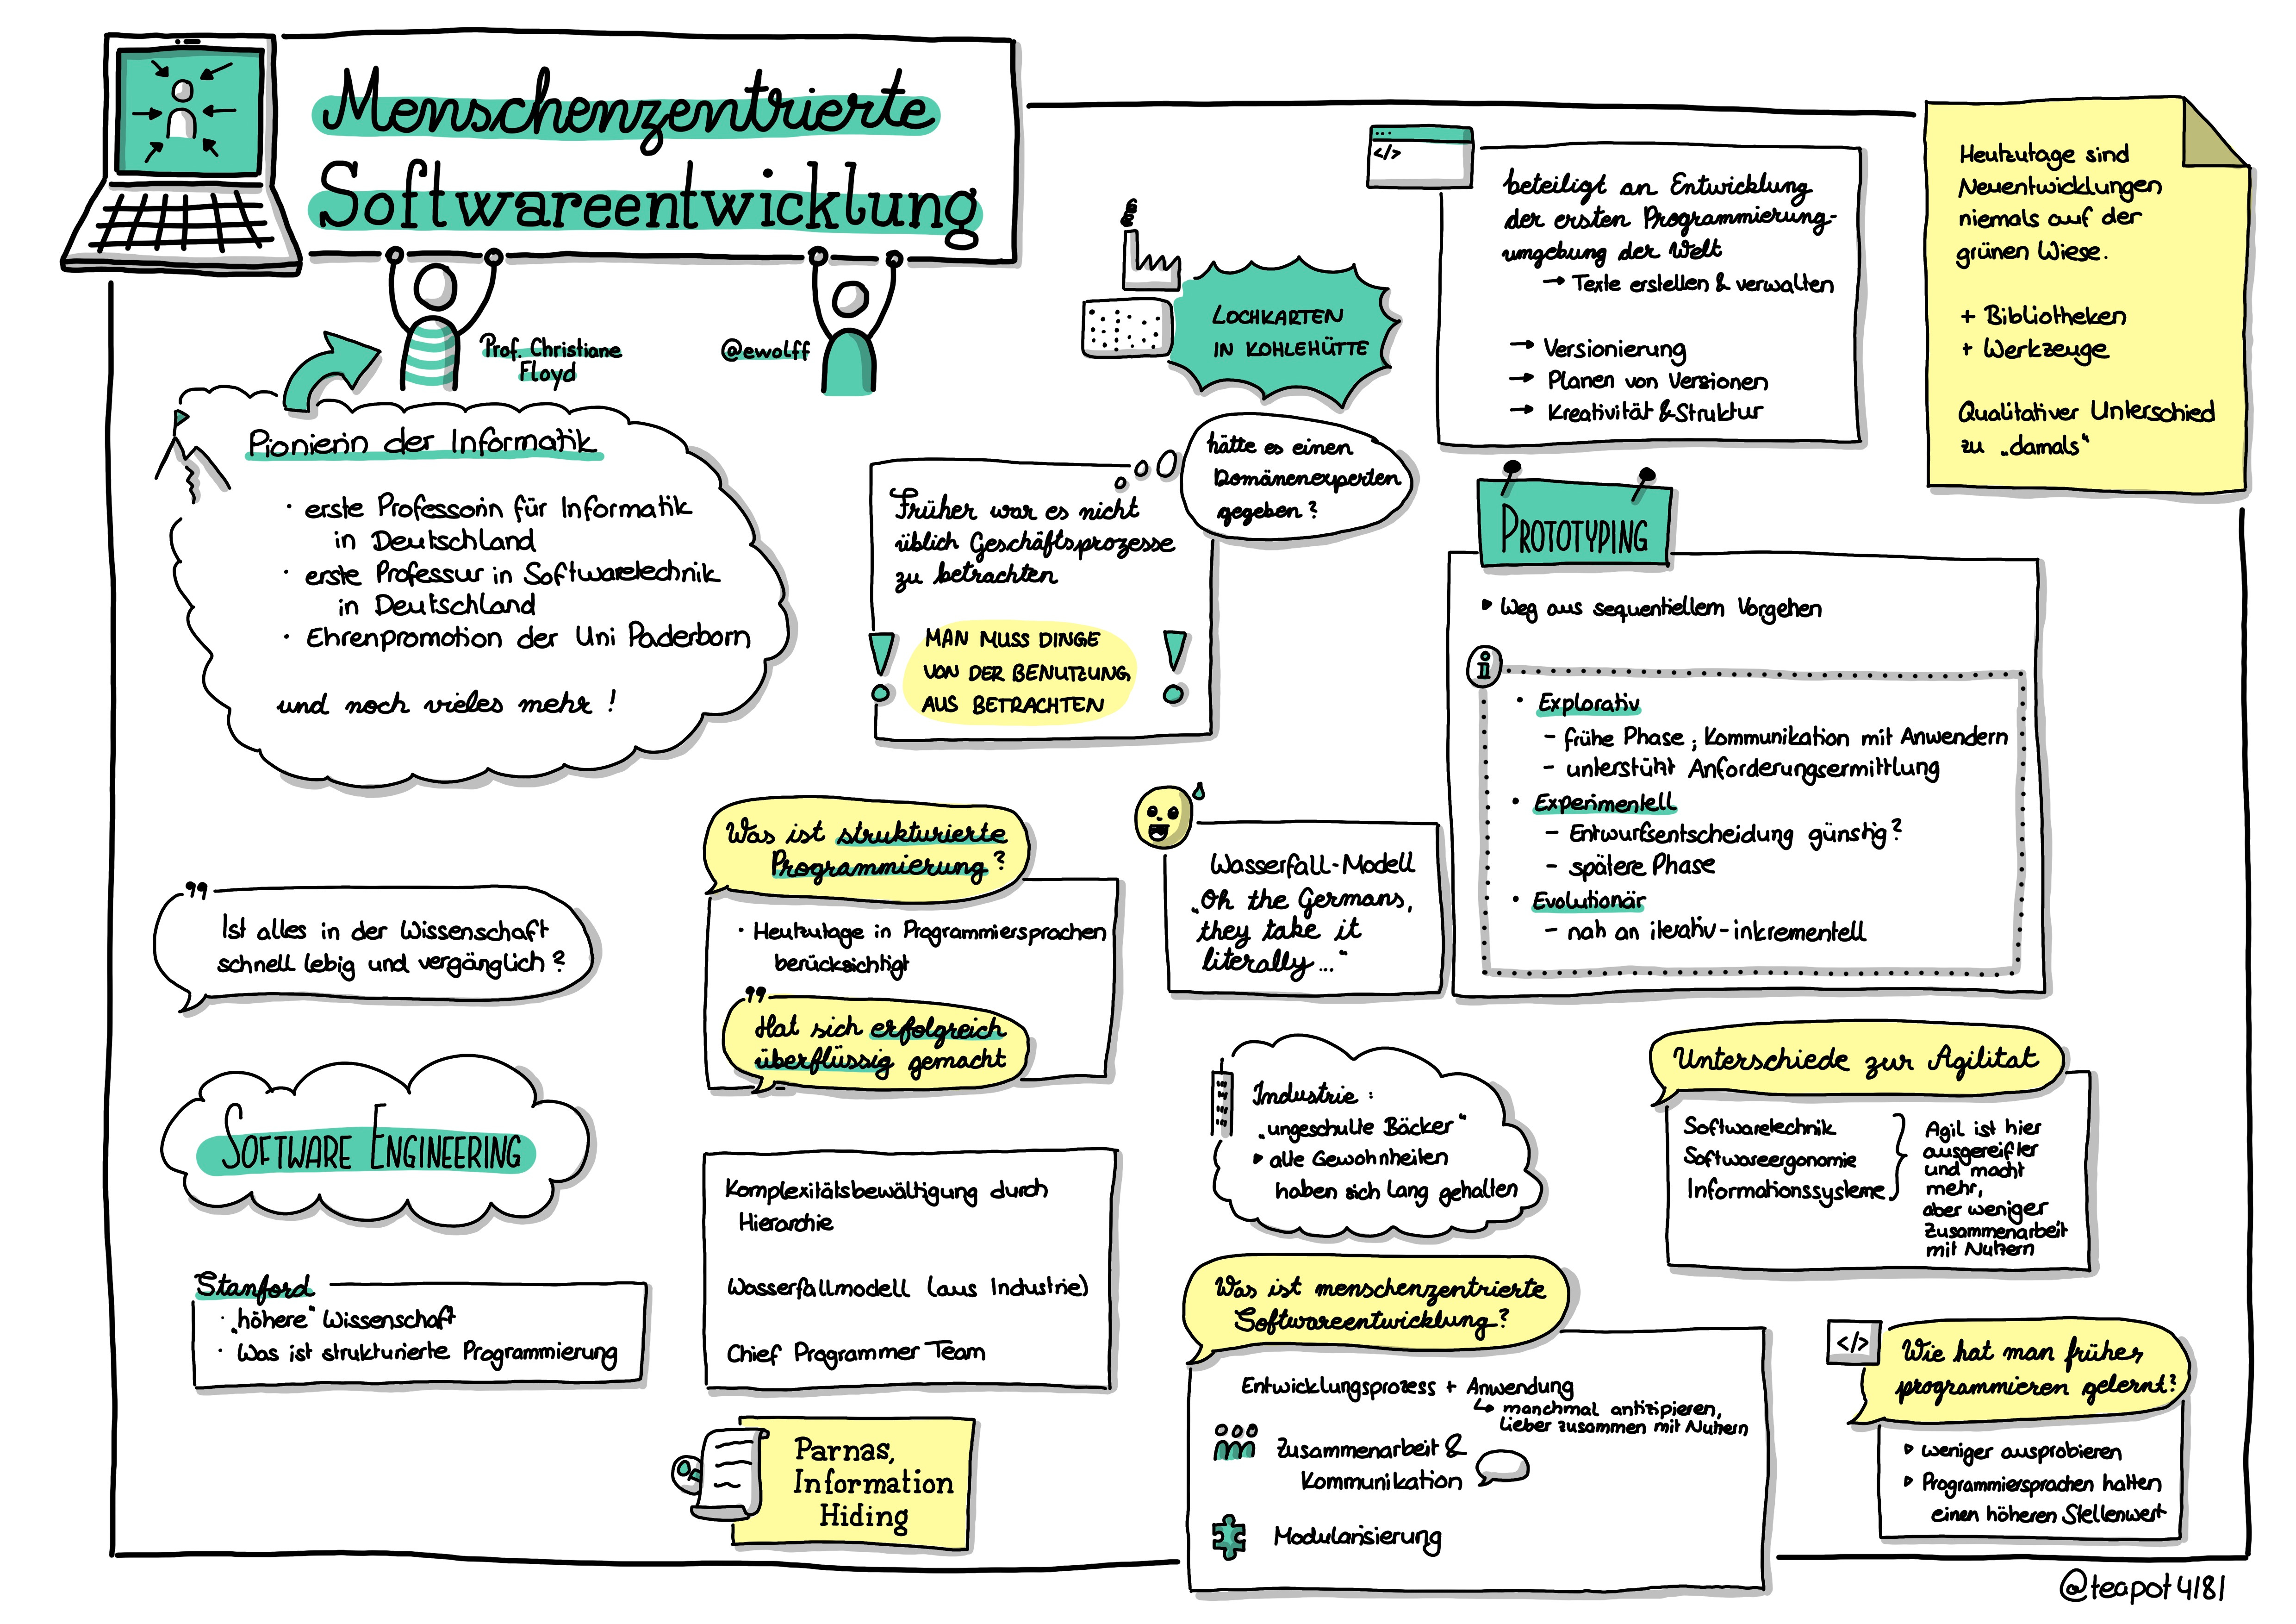 Menschenzentrierte
Softwareentwicklung
Prof. Christiane
Floyd
@ewolff
Pionierin der Informatik
· erste Professorin für Informatik
in Deutschland
· erste Professur in Softwaretechnik
in Deutschland
· Ehrenpromotion der Uni Paderborn
und noch vieles mehr!
LOCHKARTEN
IN KOHLEHÜTTE
</>
beteiligt an Entwicklung
der ersten Programmierung-
umgebung der Welt
→ Texte erstellen & verwalten
→ Versionierung
→ Planen von Versionen
→ Kreativität & Struktur
Heutzutage sind
Neuentwicklungen
niemals auf der
grünen Wiese.
+ Bibliotheken
+ Werkzeuge
Qualitativer Unterschied
zu „damals“
hätte es einen
Domänenexperten
gegeben?
Früher war es nicht
üblich Geschäftsprozesse
zu betrachten
MAN MUSS DINGE
VON DER BENUTZUNG
AUS BETRACHTEN
! !
PROTOTYPING
▸ Weg aus sequentiellem Vorgehen
i
· Explorativ
- frühe Phase; Kommunikation mit Anwendern
- unterstützt Anforderungsermittlung
· Experimentell
- Entwurfsentscheidung günstig?
- spätere Phase
· Evolutionär
- nah an iterativ-inkrementell
" Ist alles in der Wissenschaft
schnell lebig und vergänglich?
Was ist strukturierte
Programmierung?
· Heutzutage in Programmiersprachen
berücksichtigt
" Hat sich erfolgreich
überflüssig gemacht
Wasserfall-Modell
„Oh the Germans,
they take it
literally..."
SOFTWARE ENGINEERING
Stanford
· „höhere“ Wissenschaft
· Was ist strukturierte Programmierung
Komplexitätsbewältigung durch
Hierarchie
Wasserfallmodell (aus Industrie)
Chief Programmer Team
Parnas,
Information
Hiding
Industrie:
„ungeschulte Bäcker“
▸ alte Gewohnheiten
haben sich lang gehalten
Unterschiede zur Agilitat
Softwaretechnik
Softwareergonomie
Informationssysteme
Agil ist hier
ausgereifter
und macht
mehr,
aber weniger
Zusammenarbeit
mit Nutzern
Was ist menschenzentrierte
Softwareentwicklung?
Entwicklungsprozess + Anwendung
↳ manchmal antizipieren,
lieber zusammen mit Nutzern
Zusammenarbeit &
Kommunikation
Modularisierung
</>
Wie hat man früher
programmieren gelernt?
▸ weniger ausprobieren
▸ Programmiersprachen hatten
einen höheren Stellenwert
@teapot4181